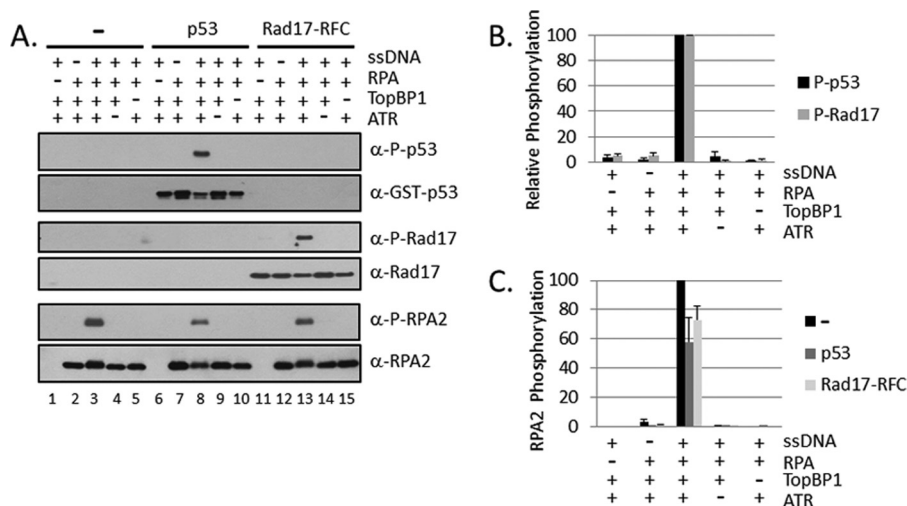 A.
– p53 Rad17-RFC
+ - + + + + - + + + + - + + + ssDNA
- + + + + - + + + + - + + + + RPA
+ + + + - + + + + - + + + + - TopBP1
+ + + - + + + + - + + + + - + ATR
α-P-p53
α-GST-p53
α-P-Rad17
α-Rad17
α-P-RPA2
α-RPA2
1 2 3 4 5 6 7 8 9 10 11 12 13 14 15
B.
Relative Phosphorylation
100
80
60
40
20
0
P-p53
P-Rad17
+ - + + + ssDNA
- + + + + RPA
+ + + + - TopBP1
+ + + - + ATR
C.
RPA2 Phosphorylation
100
80
60
40
20
0
–
p53
Rad17-RFC
+ - + + + ssDNA
- + + + + RPA
+ + + + - TopBP1
+ + + - + ATR